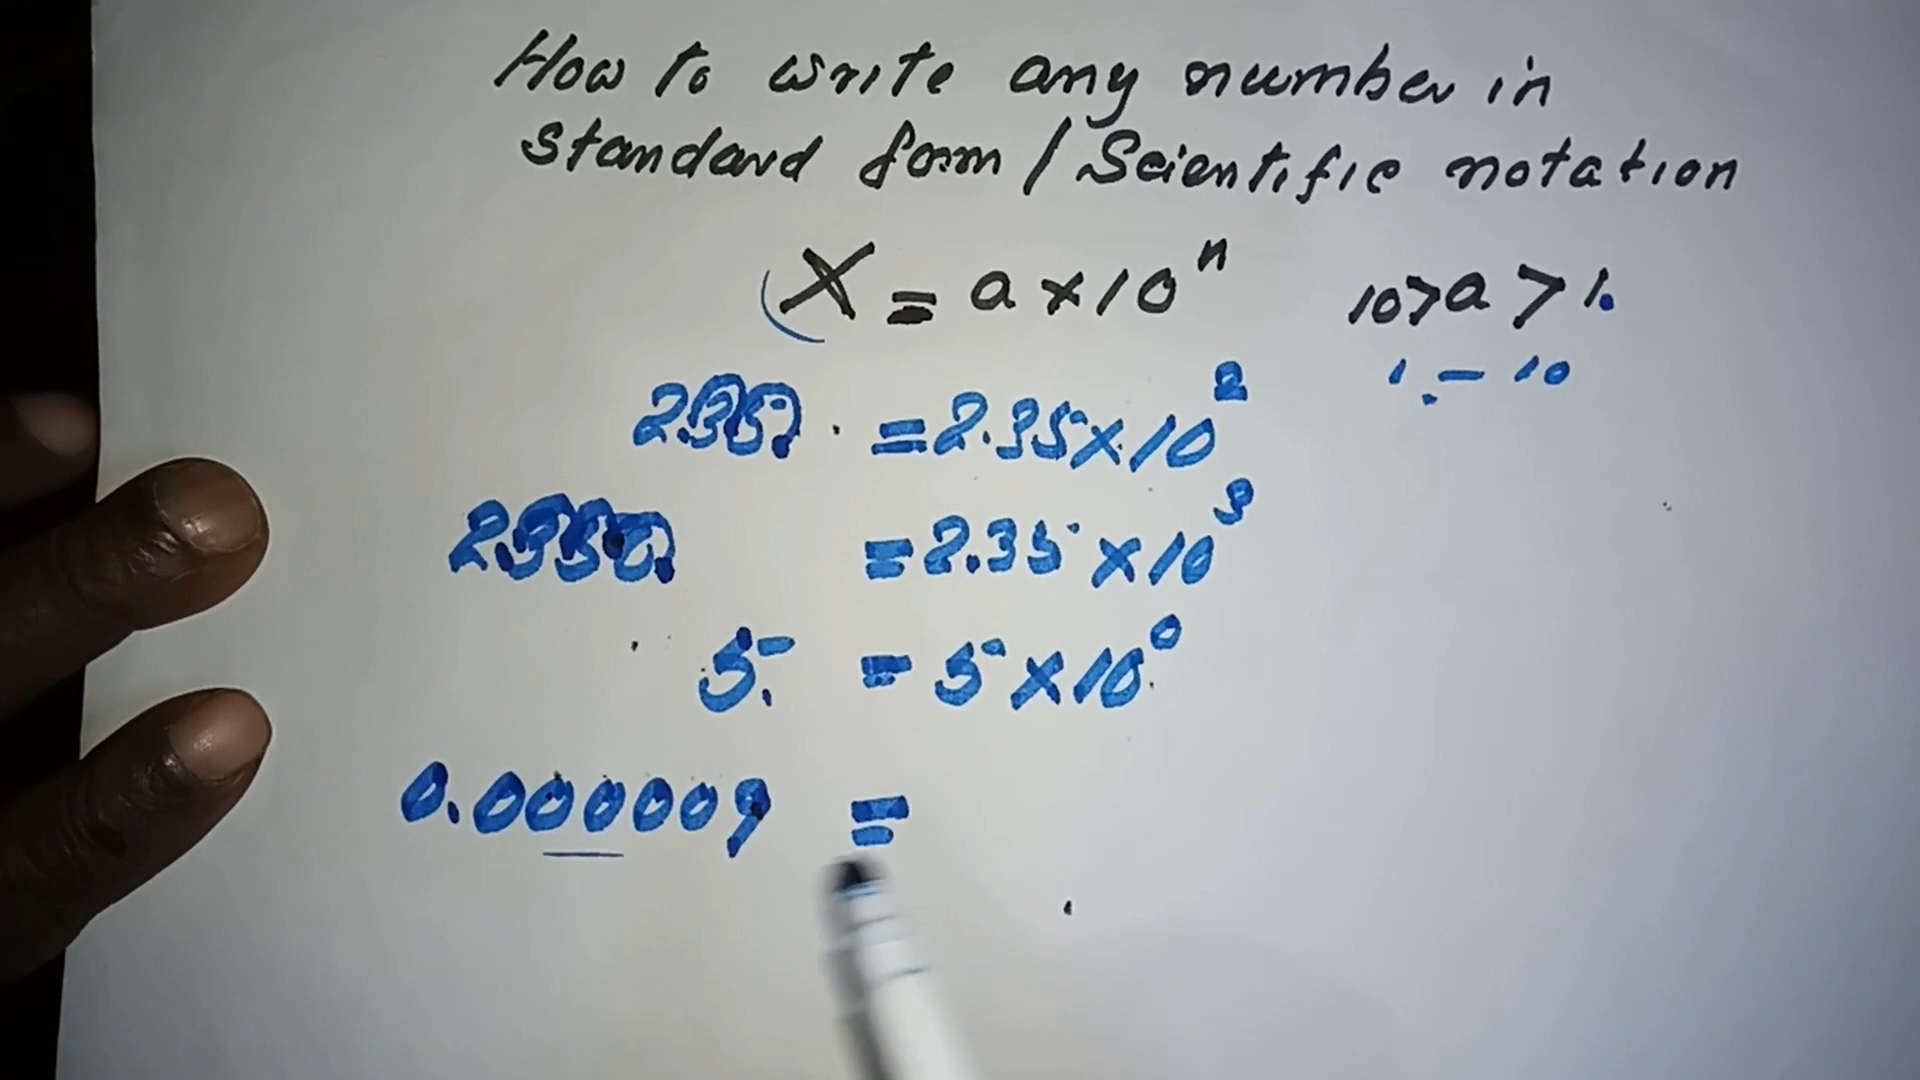 How to write any number in
standard form / Scientific notation
X = a × 10ⁿ 10 > a > 1.
1. - 10
235. = 2.35 × 10²
2350. = 2.35 × 10³
5. = 5 × 10⁰
0.000009 =